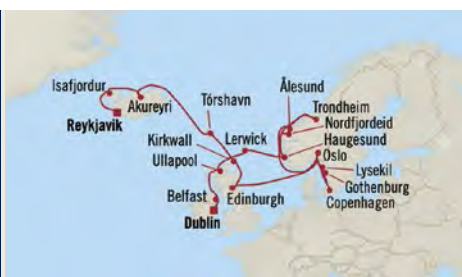 Isafjordur
Akureyri
Reykjavik
Tórshavn
Kirkwall
Lerwick
Ullapool
Belfast
Dublin
Edinburgh
Ålesund
Trondheim
Nordfjordeid
Haugesund
Oslo
Lysekil
Gothenburg
Copenhagen